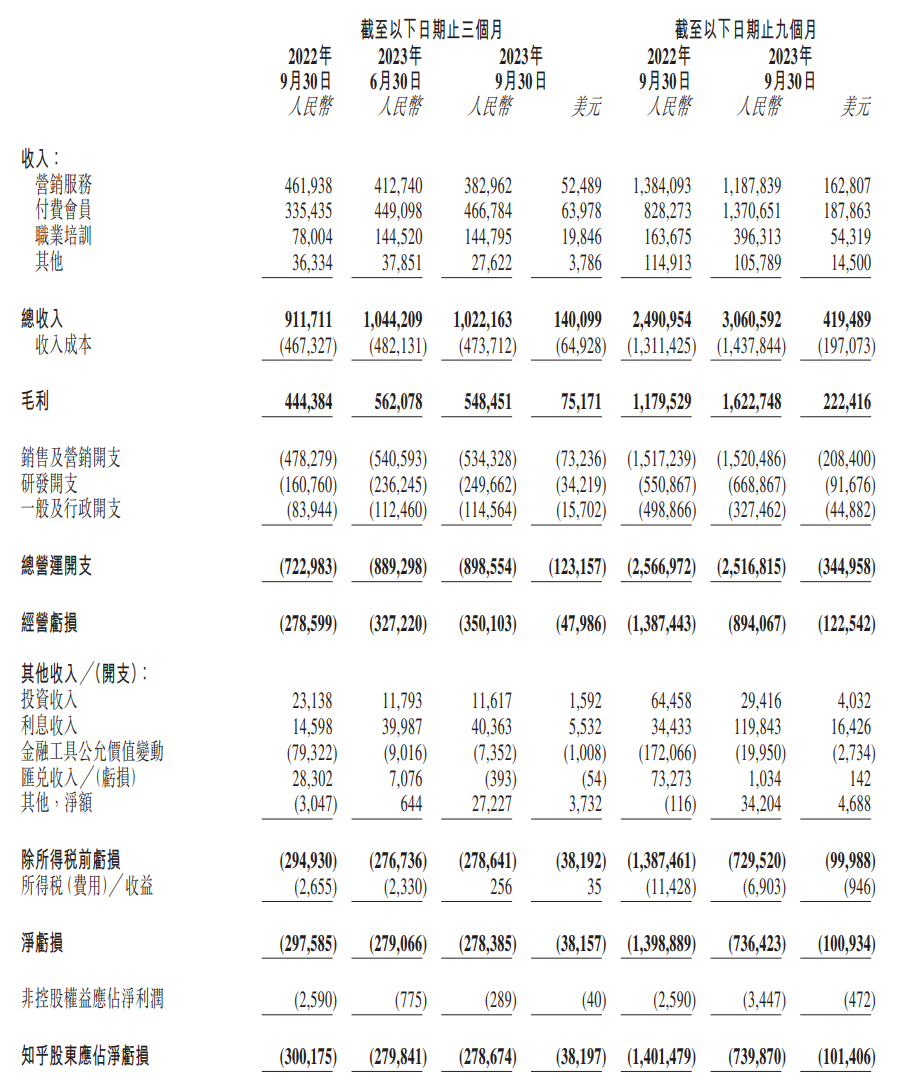 截至以下日期止三個月 截至以下日期止九個月
2022年 2023年 2023年 2022年 2023年
9月30日 6月30日 9月30日 9月30日 9月30日
人民幣 人民幣 人民幣 美元 人民幣 人民幣 美元
收入：
營銷服務 461,938 412,740 382,962 52,489 1,384,093 1,187,839 162,807
付費會員 335,435 449,098 466,784 63,978 828,273 1,370,651 187,863
職業培訓 78,004 144,520 144,795 19,846 163,675 396,313 54,319
其他 36,334 37,851 27,622 3,786 114,913 105,789 14,500
總收入 911,711 1,044,209 1,022,163 140,099 2,490,954 3,060,592 419,489
收入成本 (467,327) (482,131) (473,712) (64,928) (1,311,425) (1,437,844) (197,073)
毛利 444,384 562,078 548,451 75,171 1,179,529 1,622,748 222,416
銷售及營銷開支 (478,279) (540,593) (534,328) (73,236) (1,517,239) (1,520,486) (208,400)
研發開支 (160,760) (236,245) (249,662) (34,219) (550,867) (668,867) (91,676)
一般及行政開支 (83,944) (112,460) (114,564) (15,702) (498,866) (327,462) (44,882)
總營運開支 (722,983) (889,298) (898,554) (123,157) (2,566,972) (2,516,815) (344,958)
經營虧損 (278,599) (327,220) (350,103) (47,986) (1,387,443) (894,067) (122,542)
其他收入／(開支)：
投資收入 23,138 11,793 11,617 1,592 64,458 29,416 4,032
利息收入 14,598 39,987 40,363 5,532 34,433 119,843 16,426
金融工具公允價值變動 (79,322) (9,016) (7,352) (1,008) (172,066) (19,950) (2,734)
匯兌收入／(虧損) 28,302 7,076 (393) (54) 73,273 1,034 142
其他，淨額 (3,047) 644 27,227 3,732 (116) 34,204 4,688
除所得稅前虧損 (294,930) (276,736) (278,641) (38,192) (1,387,461) (729,520) (99,988)
所得稅(費用)／收益 (2,655) (2,330) 256 35 (11,428) (6,903) (946)
淨虧損 (297,585) (279,066) (278,385) (38,157) (1,398,889) (736,423) (100,934)
非控股權益應佔淨利潤 (2,590) (775) (289) (40) (2,590) (3,447) (472)
知乎股東應佔淨虧損 (300,175) (279,841) (278,674) (38,197) (1,401,479) (739,870) (101,406)